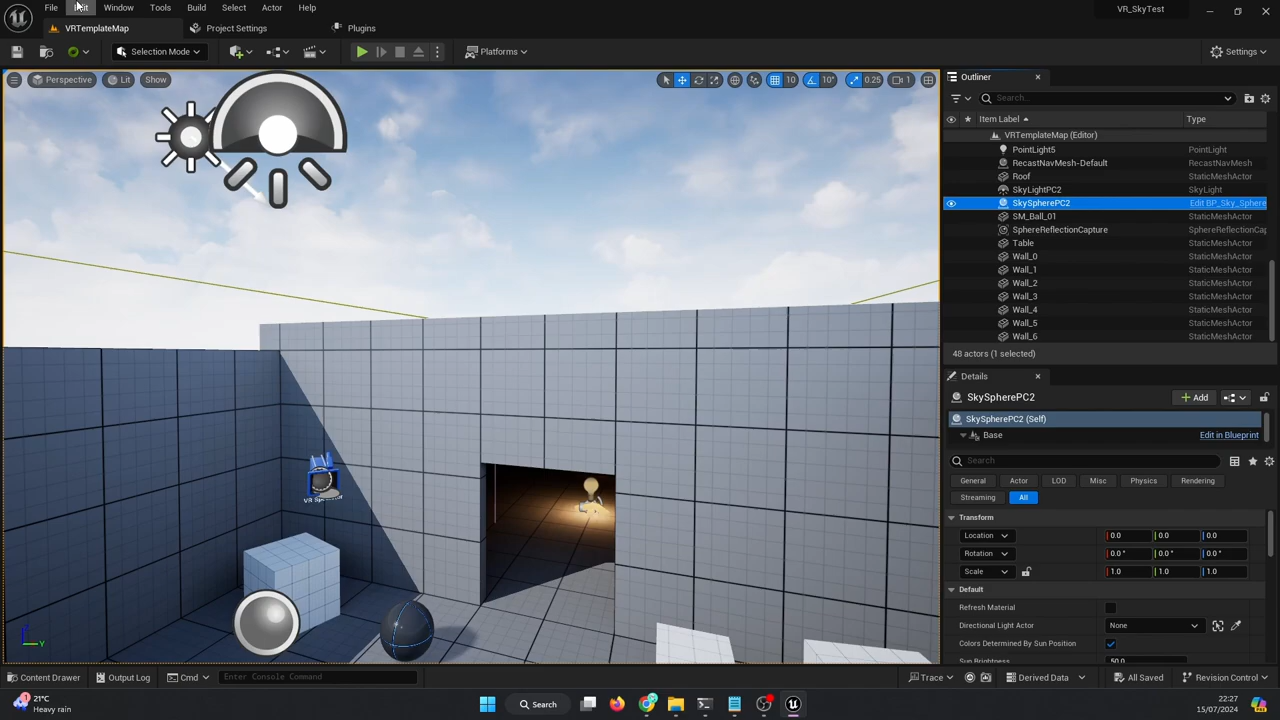 File Edit Window Tools Build Select Actor Help VR_SkyTest
VRTemplateMap Project Settings Plugins
Selection Mode Platforms Settings
Perspective Lit Show 10 10° 0.25 1
Outliner
Search...
Item Label Type
VRTemplateMap (Editor)
PointLight5 PointLight
RecastNavMesh-Default RecastNavMesh
Roof StaticMeshActor
SkyLightPC2 SkyLight
SkySpherePC2 Edit BP_Sky_Sphere
SM_Ball_01 StaticMeshActor
SphereReflectionCapture SphereReflectionCap
Table StaticMeshActor
Wall_0 StaticMeshActor
Wall_1 StaticMeshActor
Wall_2 StaticMeshActor
Wall_3 StaticMeshActor
Wall_4 StaticMeshActor
Wall_5 StaticMeshActor
Wall_6 StaticMeshActor
48 actors (1 selected)
Details
SkySpherePC2 Add
SkySpherePC2 (Self)
Base Edit in Blueprint
Search
General Actor LOD Misc Physics Rendering
Streaming All
Transform
Location 0.0 0.0 0.0
Rotation 0.0° 0.0° 0.0°
Scale 1.0 1.0 1.0
Default
Refresh Material
Directional Light Actor None
Colors Determined By Sun Position
Sun Brightness 50.0
Y
Content Drawer Output Log Cmd Enter Console Command Trace Derived Data All Saved Revision Control
21°C
Heavy rain
Search
22:27
15/07/2024